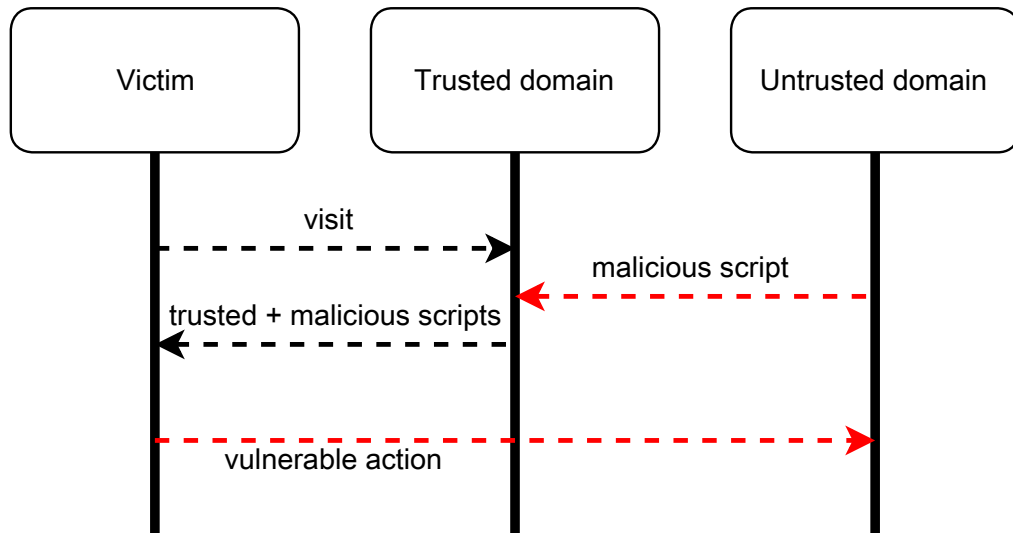 Victim
Trusted domain
Untrusted domain
visit
malicious script
trusted + malicious scripts
vulnerable action